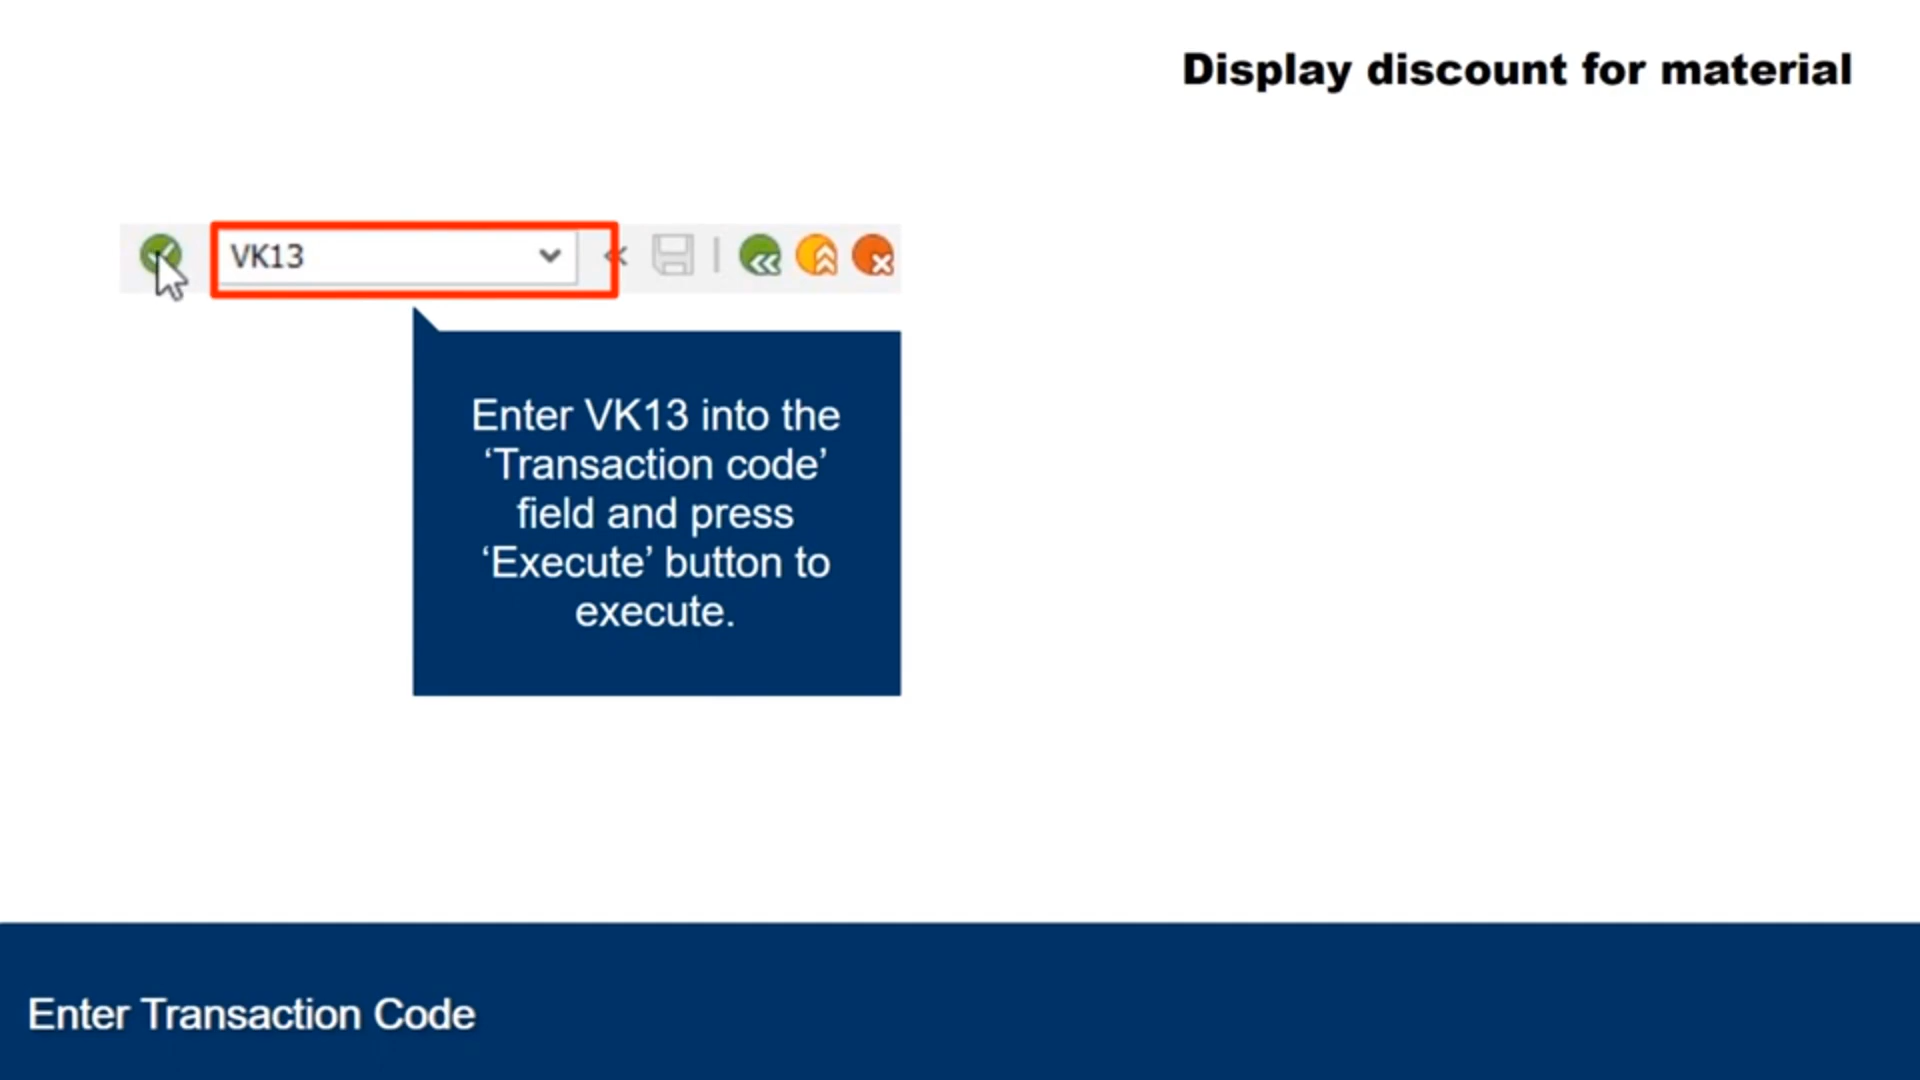 Display discount for material
VK13
Enter VK13 into the
‘Transaction code’
field and press
‘Execute’ button to
execute.
Enter Transaction Code